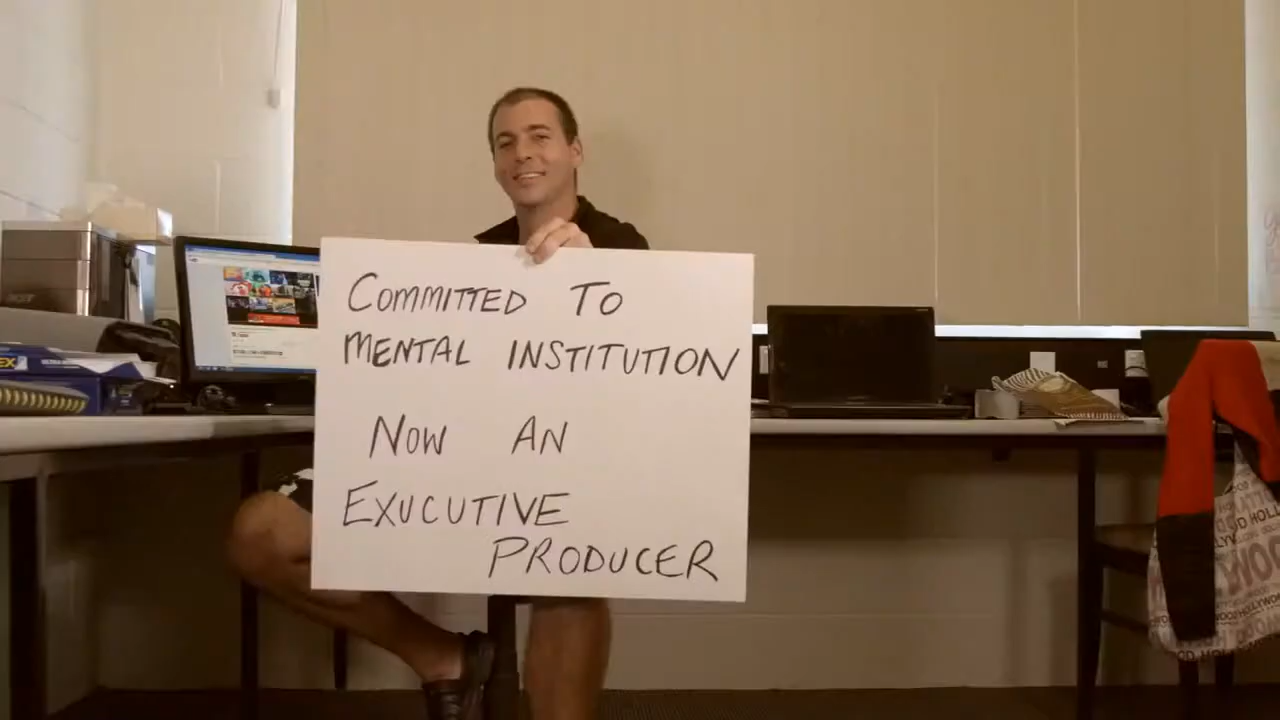 COMMITTED TO
MENTAL INSTITUTION
NOW AN
EXUCUTIVE
PRODUCER